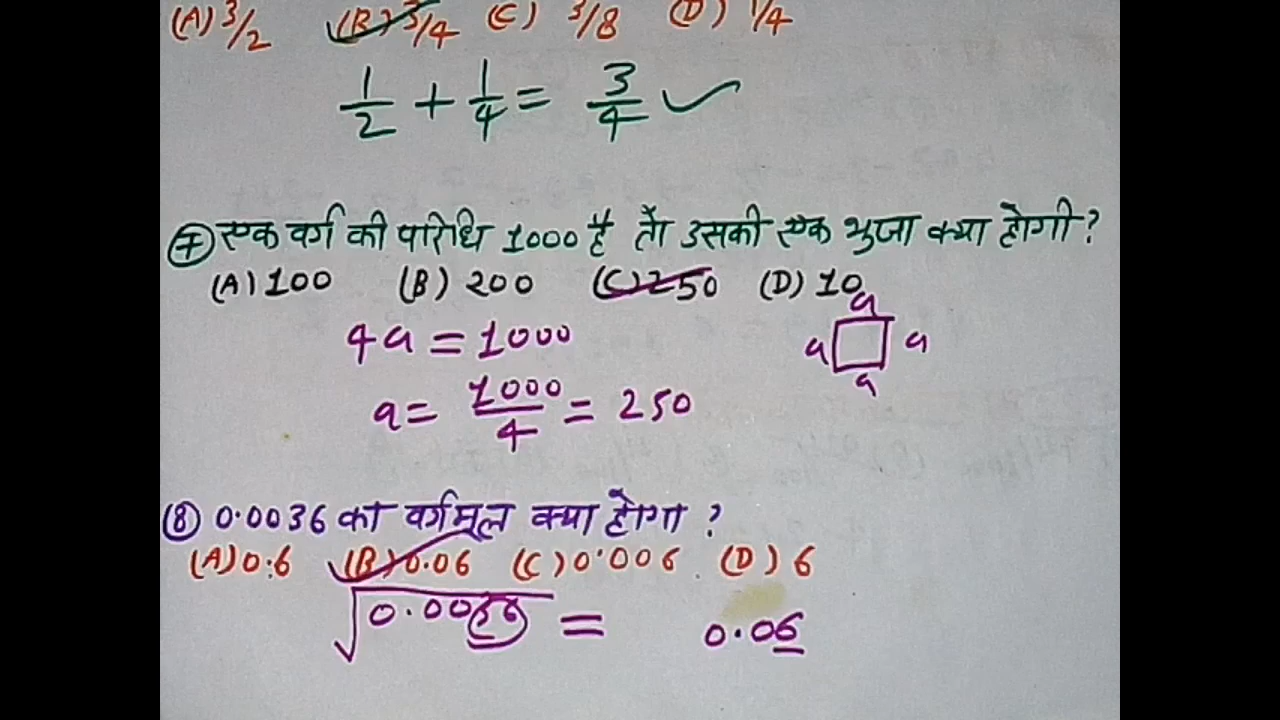 (A) 3/2 (B) 3/4 (C) 3/8 (D) 1/4
1/2 + 1/4 = 3/4 ✓
(7) एक वर्ग की परिधि 1000 है तो उसकी एक भुजा क्या होगी ?
(A) 100 (B) 200 (C) 250 (D) 10
4a = 1000
a = 1000/4 = 250
a
a a
a
(8) 0.0036 का वर्गमूल क्या होगा ?
(A) 0.6 (B) 0.06 (C) 0.006 (D) 6
√0.0036 = 0.06